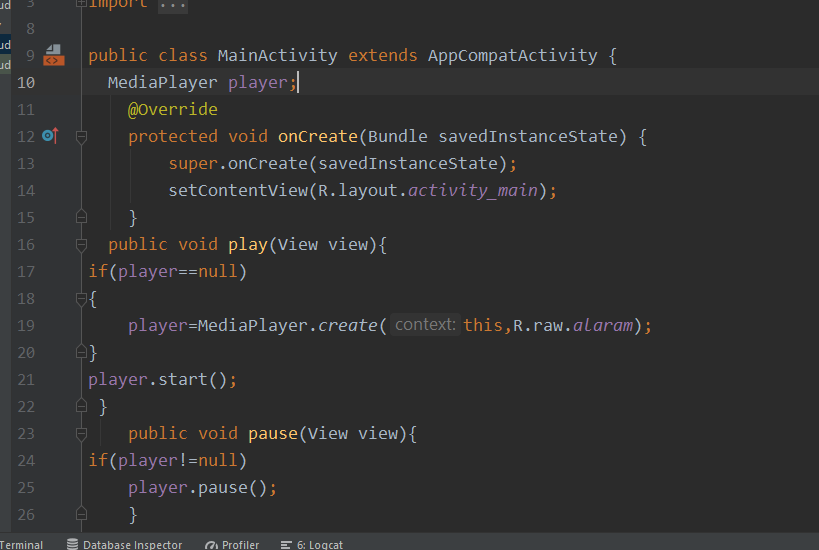 ud
3 import ...
8
ud
9 public class MainActivity extends AppCompatActivity {
ud
10 MediaPlayer player;
11 @Override
12 protected void onCreate(Bundle savedInstanceState) {
13 super.onCreate(savedInstanceState);
14 setContentView(R.layout.activity_main);
15 }
16 public void play(View view){
17 if(player==null)
18 {
19 player=MediaPlayer.create( context: this,R.raw.alaram);
20 }
21 player.start();
22 }
23 public void pause(View view){
24 if(player!=null)
25 player.pause();
26 }
Terminal Database Inspector Profiler 6: Logcat